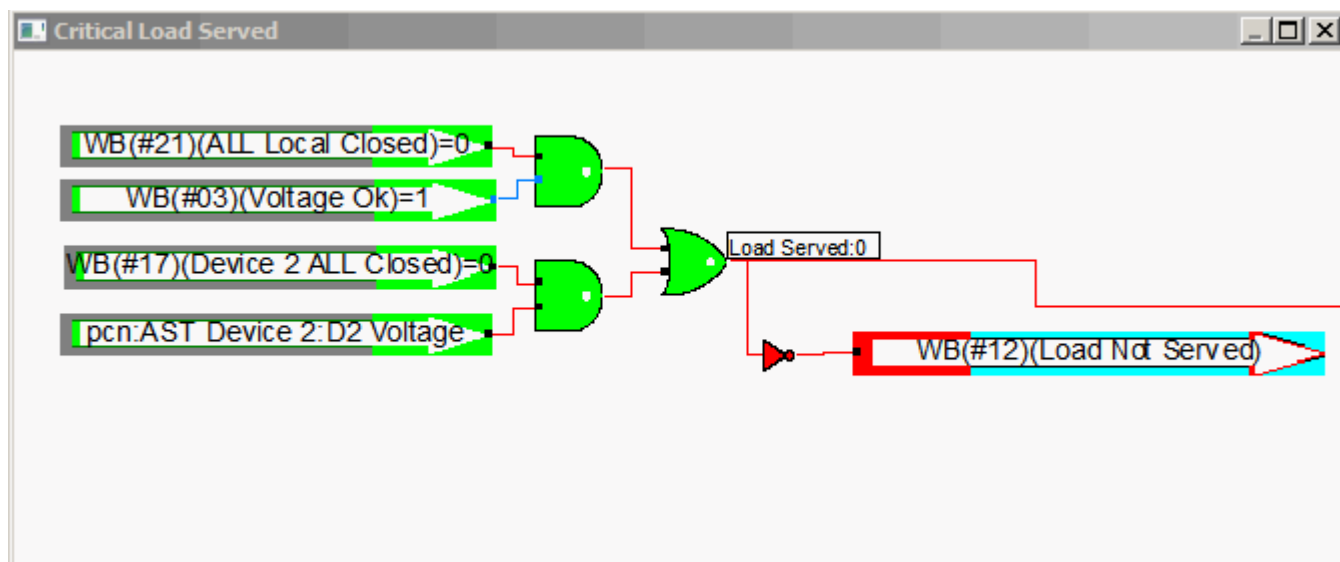 Critical Load Served
WB(#21)(ALL Local Closed)=0
WB(#03)(Voltage Ok)=1
WB(#17)(Device 2 ALL Closed)=0
pcn:AST Device 2:D2 Voltage
Load Served:0
WB(#12)(Load Not Served)